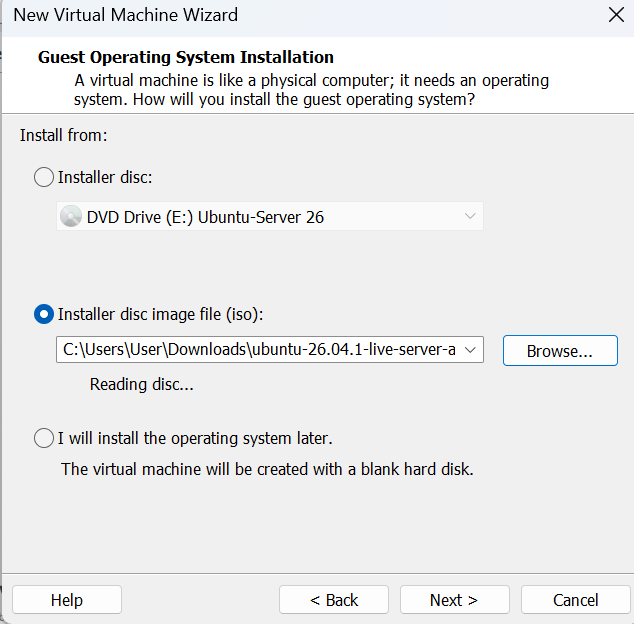 New Virtual Machine Wizard
Guest Operating System Installation
A virtual machine is like a physical computer; it needs an operating
system. How will you install the guest operating system?
Install from:
Installer disc:
DVD Drive (E:) Ubuntu-Server 26
Installer disc image file (iso):
C:\Users\User\Downloads\ubuntu-26.04.1-live-server-a
Browse...
Reading disc...
I will install the operating system later.
The virtual machine will be created with a blank hard disk.
Help
< Back
Next >
Cancel